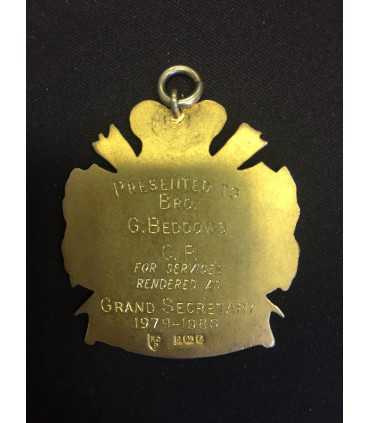 PRESENTED TO
BRO.
G. BEDDOWS
C. P.
FOR SERVICES
RENDERED AS
GRAND SECRETARY